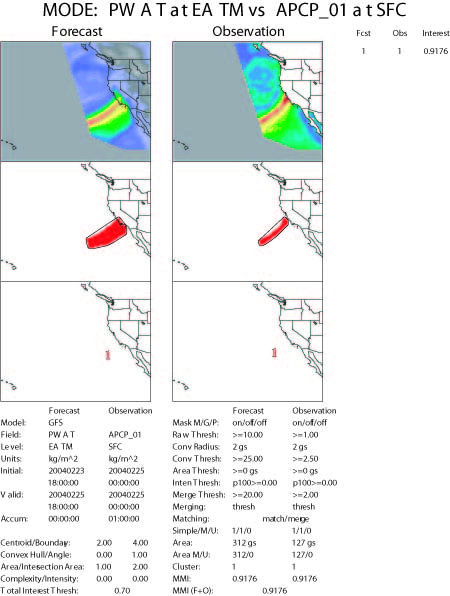 MODE: PWAT at EATM vs APCP_01 at SFC
Forecast Observation
Fcst Obs Interest
1 1 0.9176
1 1
Forecast Observation
Model: GFS
Field: PWAT APCP_01
Level: EATM SFC
Units: kg/m^2 kg/m^2
Initial: 20040223 20040225
18:00:00 00:00:00
Valid: 20040225 20040225
18:00:00 18:00:00
Accum: 00:00:00 01:00:00
Centroid/Boundary: 2.00 4.00
Convex Hull/Angle: 0.00 1.00
Area/Intersection Area: 1.00 2.00
Complexity/Intensity: 0.00 0.00
Total Interest Thresh: 0.70
Forecast Observation
Mask M/G/P: on/off/off on/off/off
Raw Thresh: >=10.00 >=1.00
Conv Radius: 2 gs 2 gs
Conv Thresh: >=25.00 >=2.50
Area Thresh: >=0 gs >=0 gs
Inten Thresh: p100>=0.00 p100>=0.00
Merge Thresh: >=20.00 >=2.00
Merging: thresh thresh
Matching: match/merge
Simple/M/U: 1/1/0 1/1/0
Area: 312 gs 127 gs
Area M/U: 312/0 127/0
Cluster: 1 1
MMI: 0.9176 0.9176
MMI (F+O): 0.9176